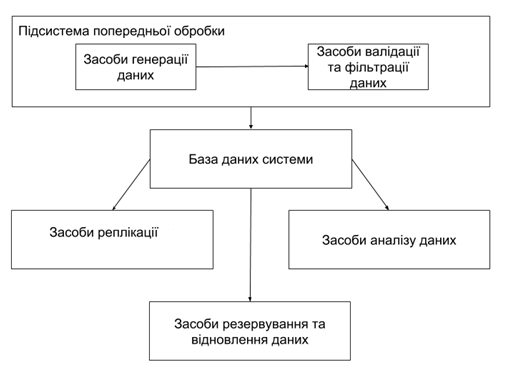 Підсистема попередньої обробки
Засоби генерації
даних
Засоби валідації
та фільтрації
даних
База даних системи
Засоби реплікації
Засоби аналізу даних
Засоби резервування та
відновлення даних